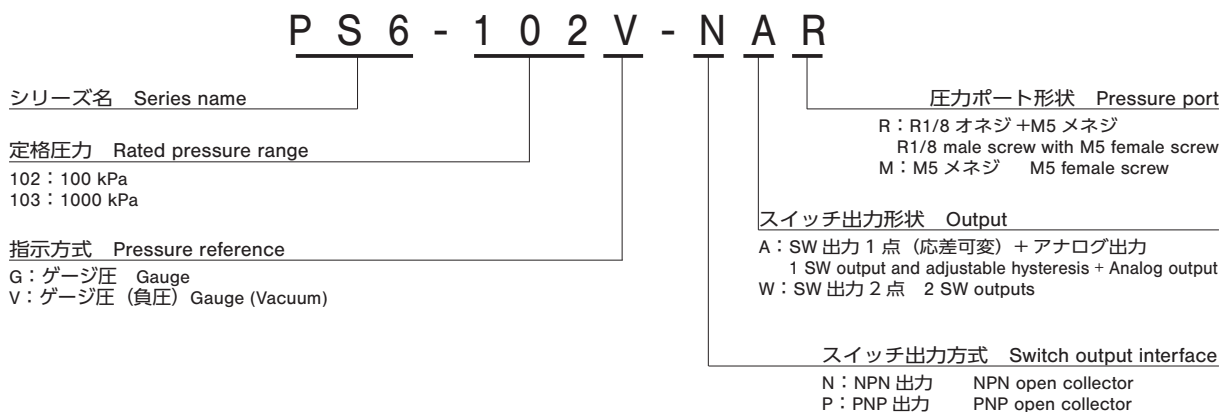 PS6-102V-NAR
シリーズ名 Series name
定格圧力 Rated pressure range
102：100 kPa
103：1000 kPa
指示方式 Pressure reference
G：ゲージ圧 Gauge
V：ゲージ圧（負圧）Gauge (Vacuum)
圧力ポート形状 Pressure port
R：R1/8 オネジ +M5 メネジ
R1/8 male screw with M5 female screw
M：M5 メネジ M5 female screw
スイッチ出力形状 Output
A：SW 出力 1 点（応差可変）＋ アナログ出力
1 SW output and adjustable hysteresis + Analog output
W：SW 出力 2 点 2 SW outputs
スイッチ出力方式 Switch output interface
N：NPN 出力 NPN open collector
P：PNP 出力 PNP open collector